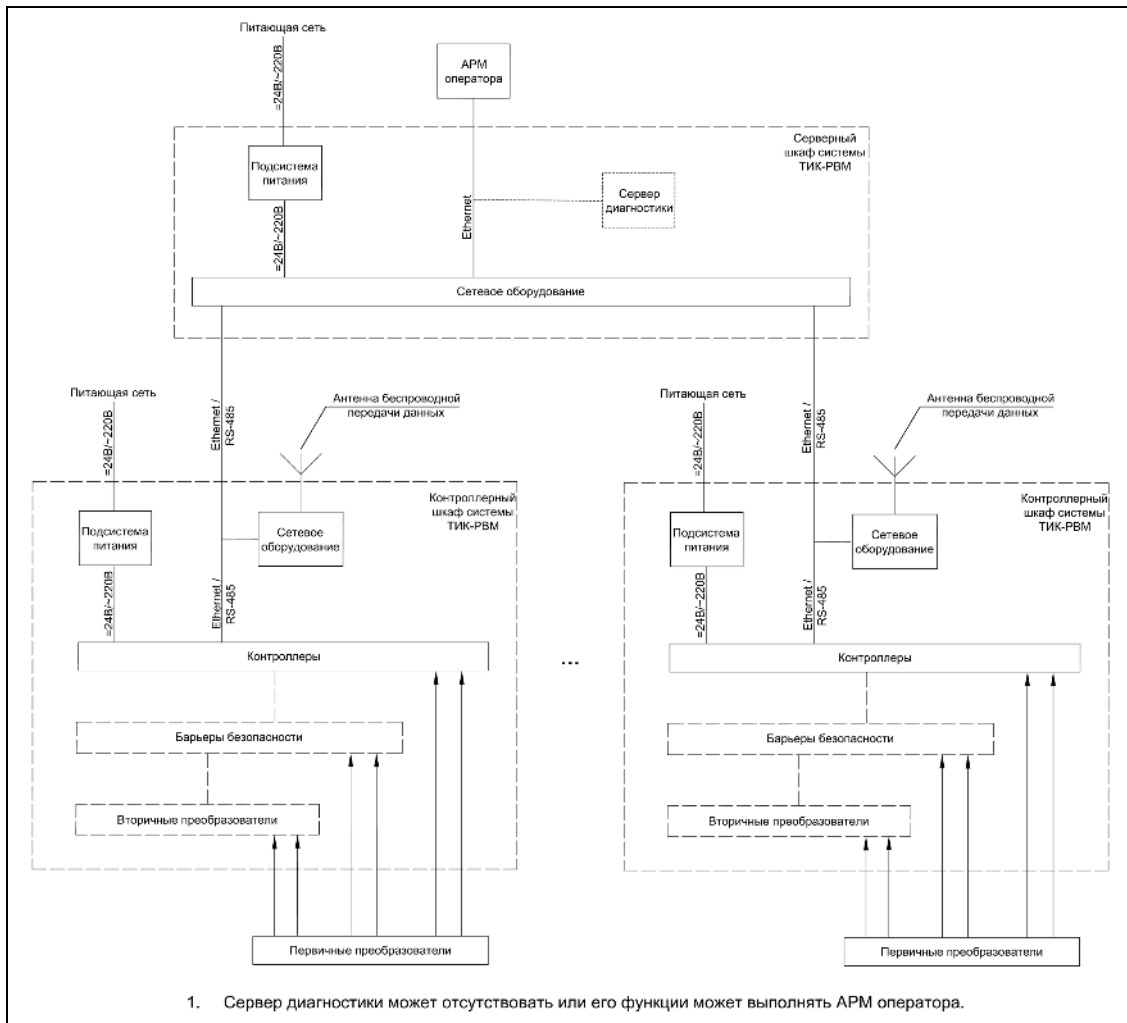 Питающая сеть
=24В/~220В
АРМ
оператора
Серверный
шкаф системы
ТИК-РВМ
Подсистема
питания
Сервер
диагностики
Ethernet
=24В/~220В
Сетевое оборудование
Питающая сеть
=24В/~220В
Ethernet /
RS-485
Антенна беспроводной
передачи данных
Контроллерный
шкаф системы
ТИК-РВМ
Подсистема
питания
Сетевое
оборудование
=24В/~220В
Ethernet /
RS-485
Контроллеры
Барьеры безопасности
Вторичные преобразователи
Первичные преобразователи
...
Питающая сеть
=24В/~220В
Ethernet /
RS-485
Антенна беспроводной
передачи данных
Контроллерный
шкаф системы
ТИК-РВМ
Подсистема
питания
Сетевое
оборудование
=24В/~220В
Ethernet /
RS-485
Контроллеры
Барьеры безопасности
Вторичные преобразователи
Первичные преобразователи
1. Сервер диагностики может отсутствовать или его функции может выполнять АРМ оператора.